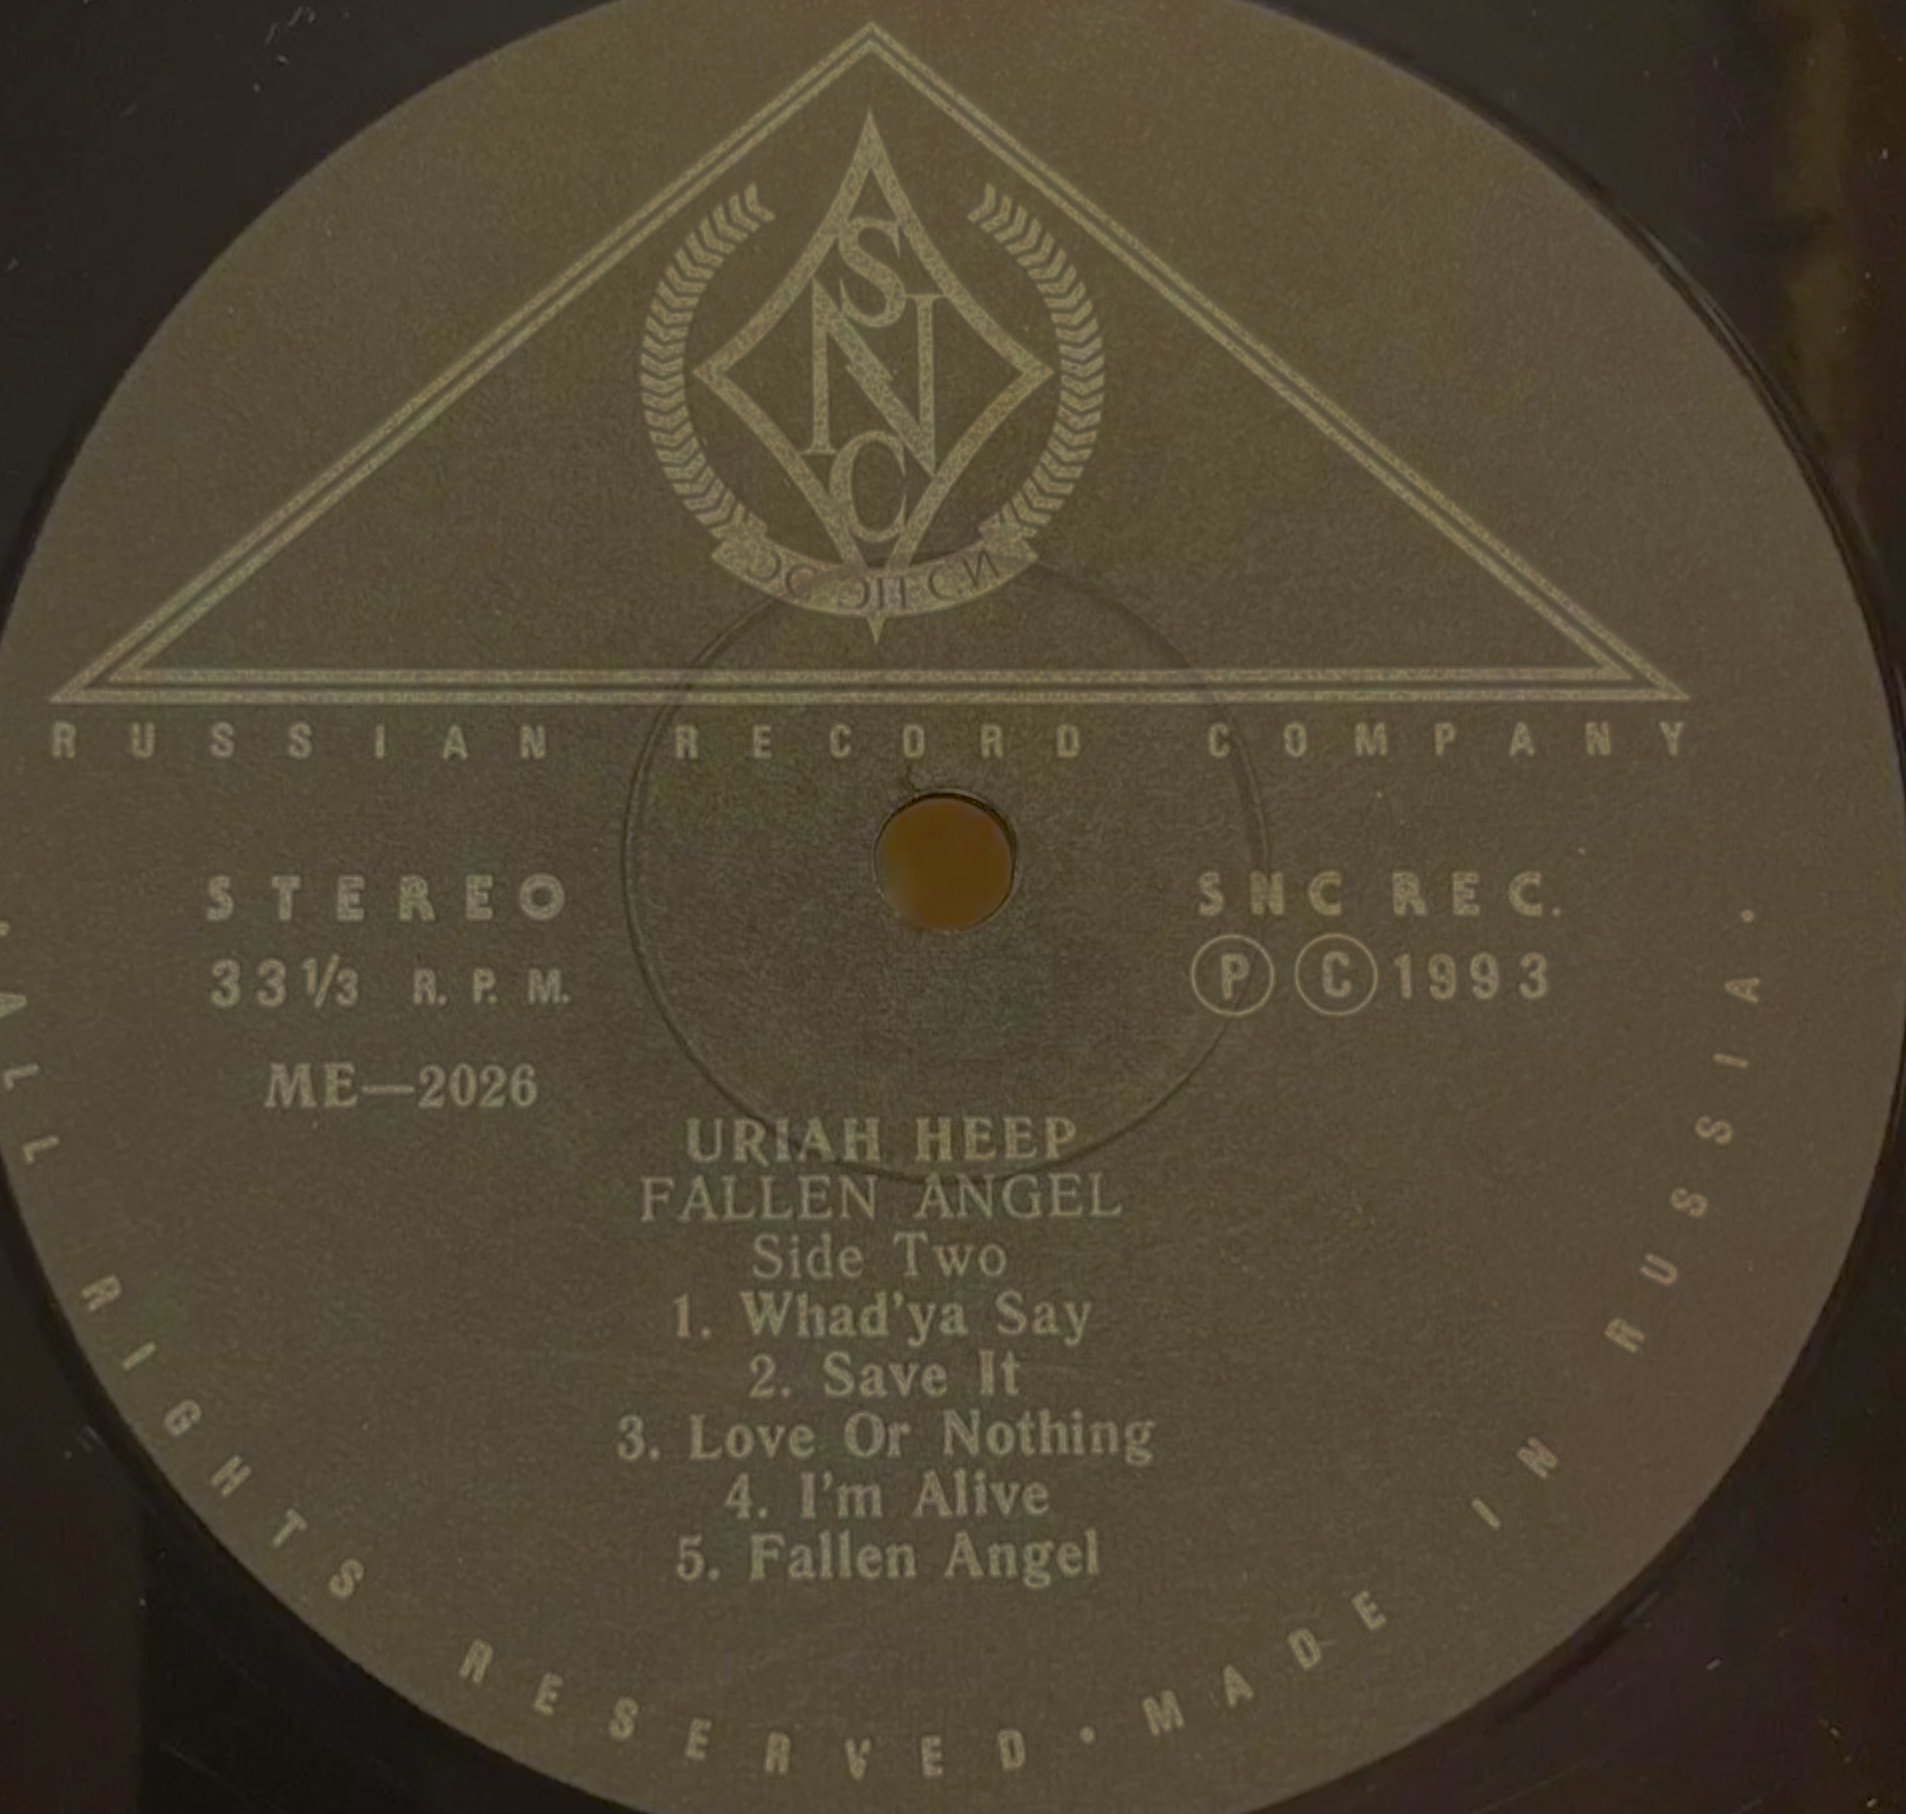 SNC
RUSSIAN RECORD COMPANY
STEREO
33 1/3 R. P. M.
SNC REC.
Ⓟ Ⓒ 1993
ME—2026
URIAH HEEP
FALLEN ANGEL
Side Two
1. Whad'ya Say
2. Save It
3. Love Or Nothing
4. I'm Alive
5. Fallen Angel
· ALL RIGHTS RESERVED · MADE IN RUSSIA ·